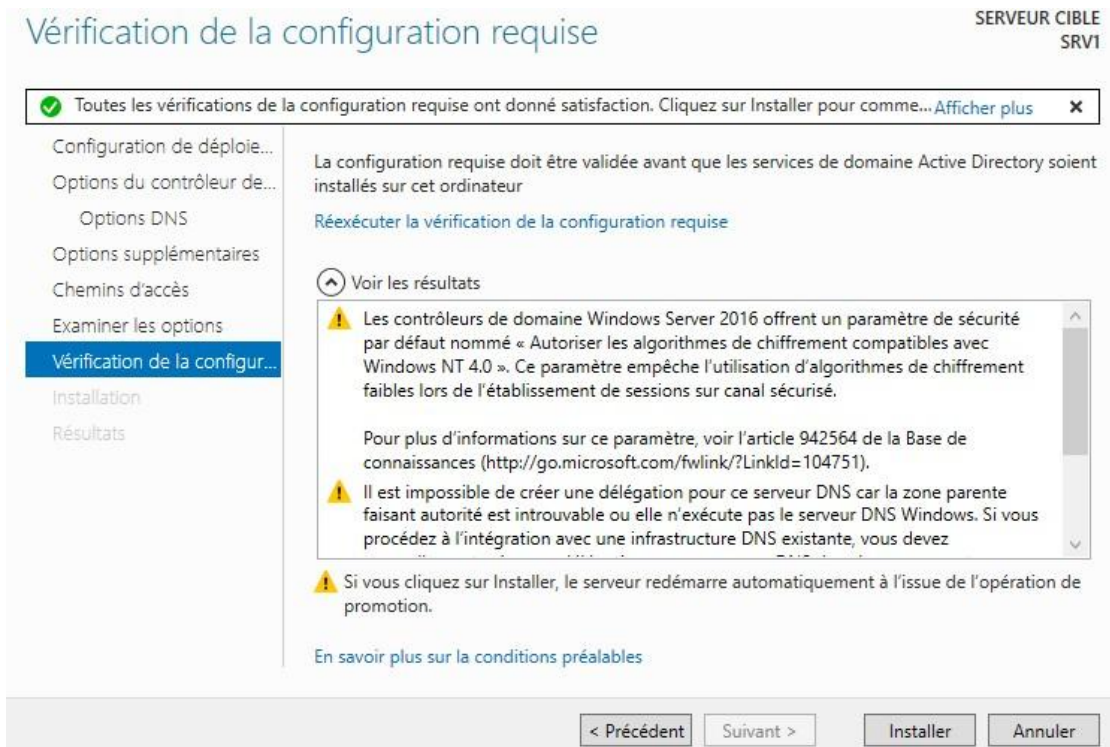 Vérification de la configuration requise
SERVEUR CIBLE
SRV1
Toutes les vérifications de la configuration requise ont donné satisfaction. Cliquez sur Installer pour comme... Afficher plus
Configuration de déploie...
Options du contrôleur de...
Options DNS
Options supplémentaires
Chemins d'accès
Examiner les options
Vérification de la configur...
Installation
Résultats
La configuration requise doit être validée avant que les services de domaine Active Directory soient
installés sur cet ordinateur
Réexécuter la vérification de la configuration requise
Voir les résultats
Les contrôleurs de domaine Windows Server 2016 offrent un paramètre de sécurité
par défaut nommé « Autoriser les algorithmes de chiffrement compatibles avec
Windows NT 4.0 ». Ce paramètre empêche l'utilisation d'algorithmes de chiffrement
faibles lors de l'établissement de sessions sur canal sécurisé.
Pour plus d'informations sur ce paramètre, voir l'article 942564 de la Base de
connaissances (http://go.microsoft.com/fwlink/?LinkId=104751).
Il est impossible de créer une délégation pour ce serveur DNS car la zone parente
faisant autorité est introuvable ou elle n'exécute pas le serveur DNS Windows. Si vous
procédez à l'intégration avec une infrastructure DNS existante, vous devez
Si vous cliquez sur Installer, le serveur redémarre automatiquement à l'issue de l'opération de
promotion.
En savoir plus sur la conditions préalables
< Précédent
Suivant >
Installer
Annuler